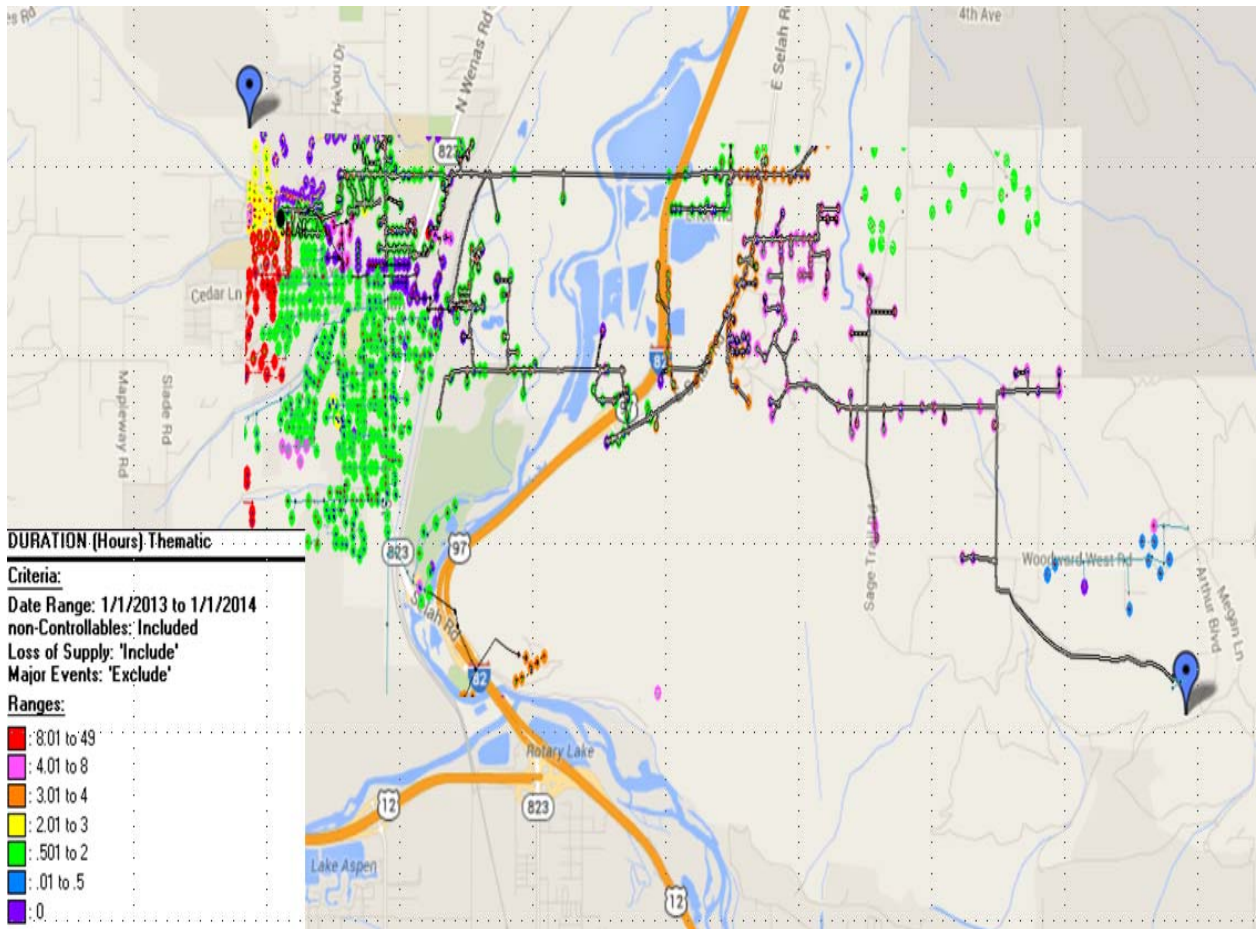 es Rd
4th Ave
N Wenas Rd
E Selah Rd
Cedar Ln
Mapleway Rd
Slade Rd
82
97
823
Selah Rd
82
Sage Trail Rd
Woodward West Rd
Arthur Blvd
Megan Ln
Rotary Lake
823
12
Lake Aspen
12
DURATION (Hours) Thematic
Criteria:
Date Range: 1/1/2013 to 1/1/2014
non-Controllables: Included
Loss of Supply: 'Include'
Major Events: 'Exclude'
Ranges:
: 8.01 to 49
: 4.01 to 8
: 3.01 to 4
: 2.01 to 3
: .501 to 2
: .01 to .5
: 0